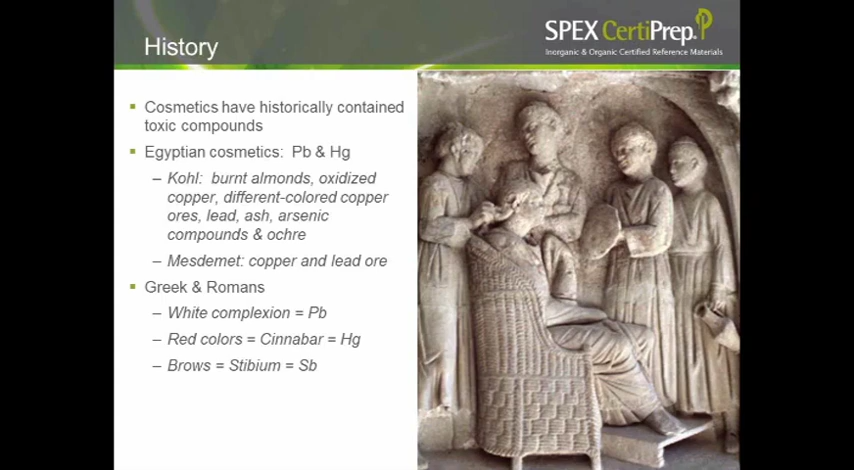 History
SPEX CertiPrep.
Inorganic & Organic Certified Reference Materials
Cosmetics have historically contained
toxic compounds
Egyptian cosmetics: Pb & Hg
– Kohl: burnt almonds, oxidized
copper, different-colored copper
ores, lead, ash, arsenic
compounds & ochre
– Mesdemet: copper and lead ore
Greek & Romans
– White complexion = Pb
– Red colors = Cinnabar = Hg
– Brows = Stibium = Sb